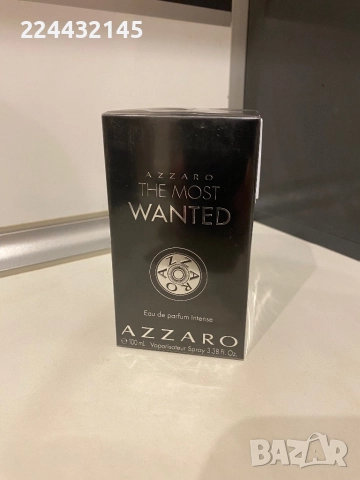 224432145
AZZARO
THE MOST
WANTED
AZZARO
Eau de parfum Intense
AZZARO
℮ 100 mL Vaporisateur Spray 3.38 Fl. Oz.
BAZAR